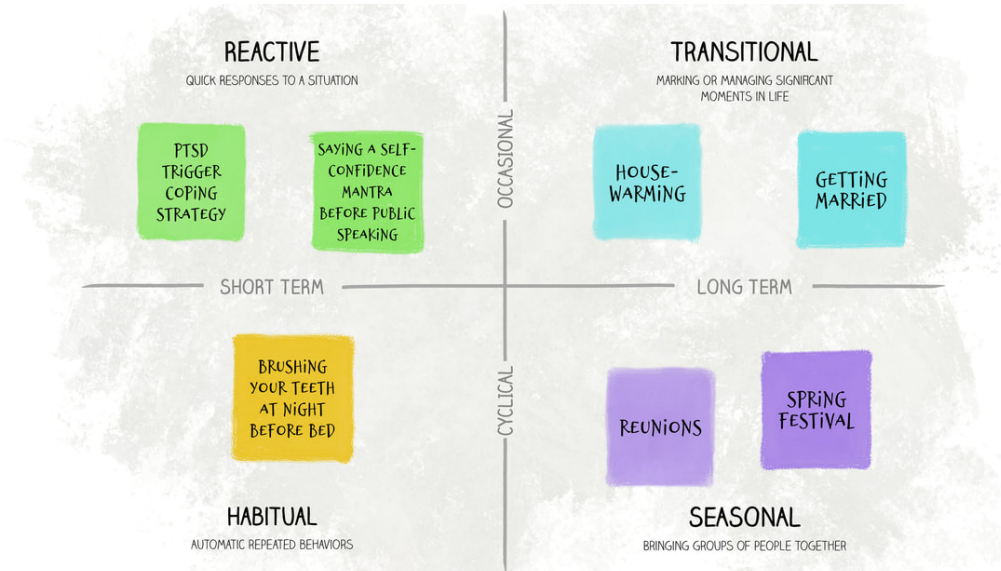 REACTIVE
QUICK RESPONSES TO A SITUATION
PTSD
TRIGGER
COPING
STRATEGY
SAYING A SELF-
CONFIDENCE
MANTRA
BEFORE PUBLIC
SPEAKING
TRANSITIONAL
MARKING OR MANAGING SIGNIFICANT
MOMENTS IN LIFE
HOUSE-
WARMING
GETTING
MARRIED
OCCASIONAL
SHORT TERM
LONG TERM
CYCLICAL
BRUSHING
YOUR TEETH
AT NIGHT
BEFORE BED
HABITUAL
AUTOMATIC REPEATED BEHAVIORS
REUNIONS
SPRING
FESTIVAL
SEASONAL
BRINGING GROUPS OF PEOPLE TOGETHER